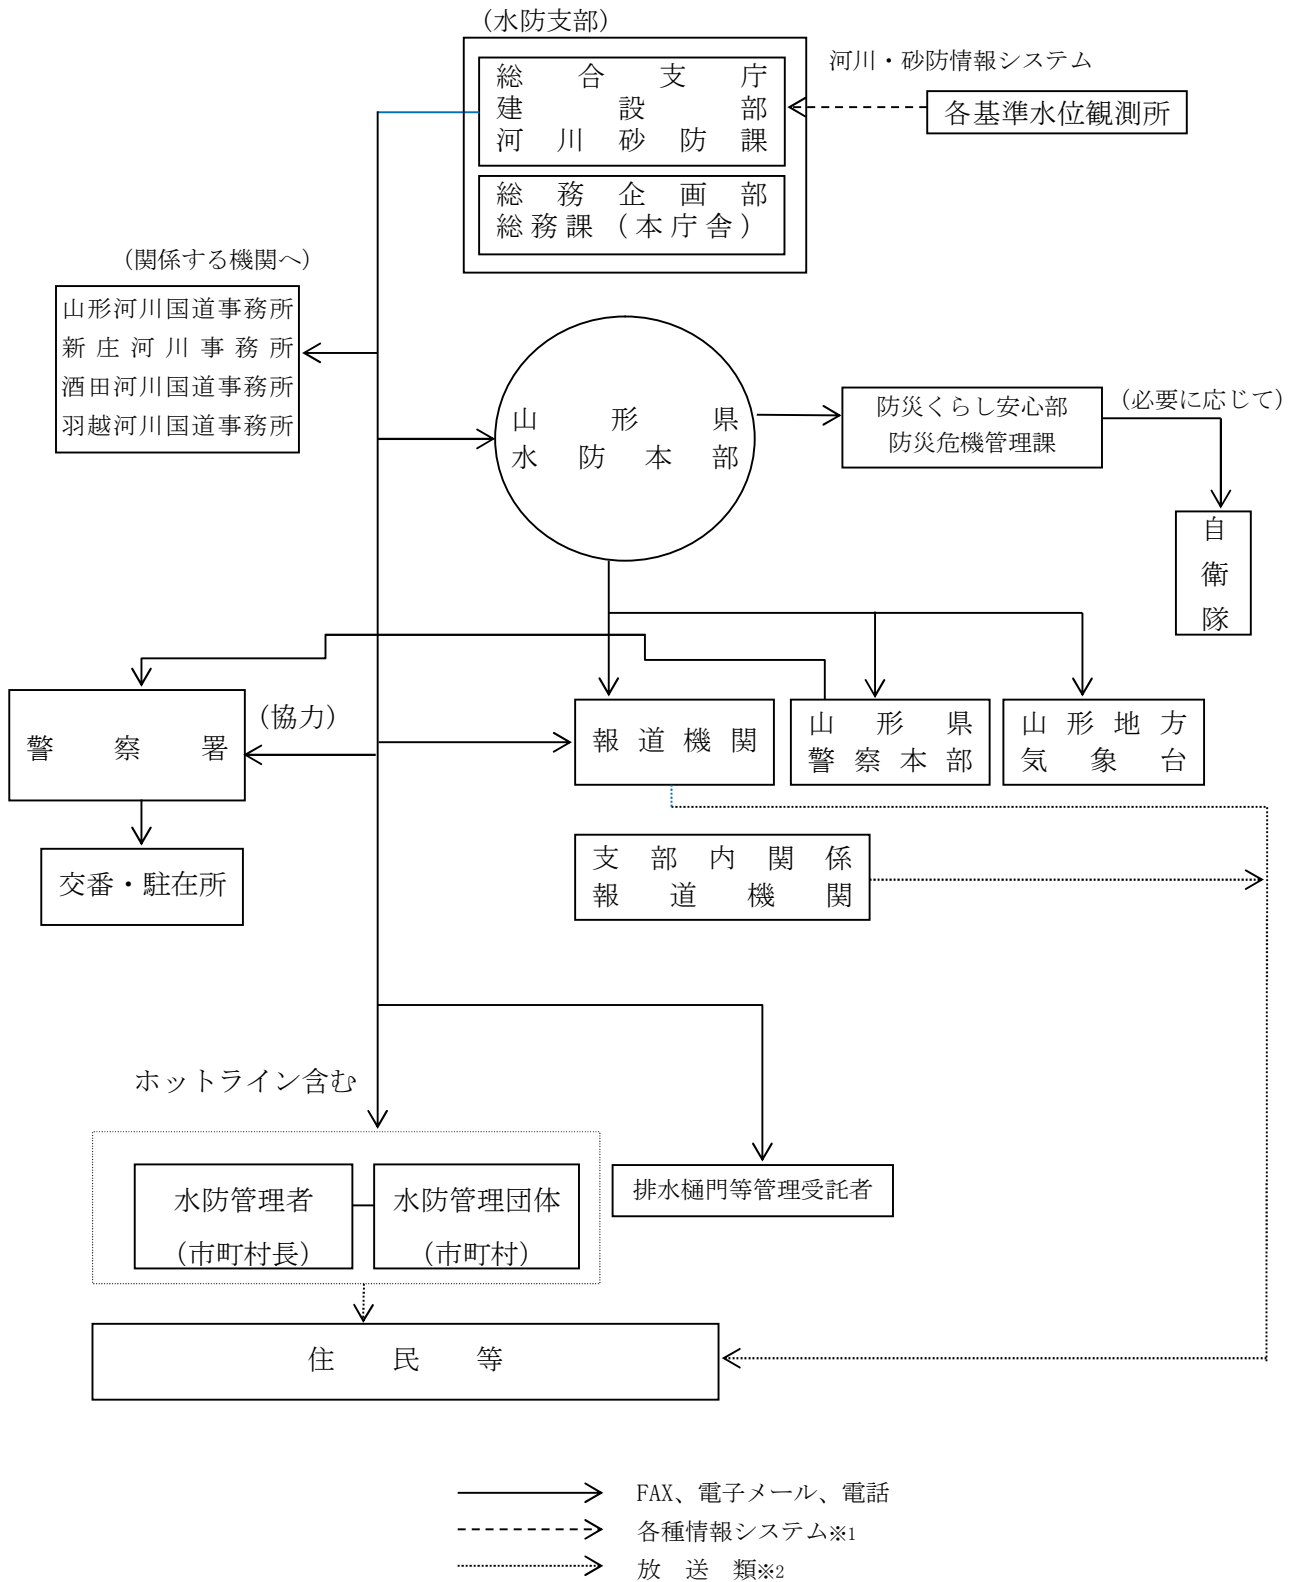 (水防支部)
総合支庁
建設部
河川砂防課
河川・砂防情報システム
各基準水位観測所
総務企画部
総務課(本庁舎)
(関係する機関へ)
山形河川国道事務所
新庄河川事務所
酒田河川国道事務所
羽越河川国道事務所
山形県
水防本部
防災くらし安心部
防災危機管理課
(必要に応じて)
自
衛
隊
警察署
(協力)
報道機関
山形県
警察本部
山形地方
気象台
交番・駐在所
支部内関係
報道機関
ホットライン含む
水防管理者
(市町村長)
水防管理団体
(市町村)
排水樋門等管理受託者
住民等
FAX、電子メール、電話
各種情報システム※1
放送類※2